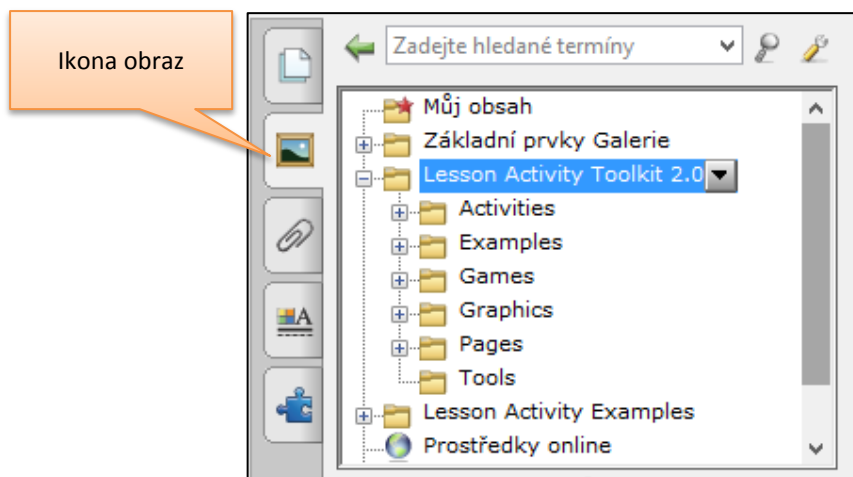 Ikona obraz
Zadejte hledané termíny
Můj obsah
Základní prvky Galerie
Lesson Activity Toolkit 2.0
Activities
Examples
Games
Graphics
Pages
Tools
Lesson Activity Examples
Prostředky online
A